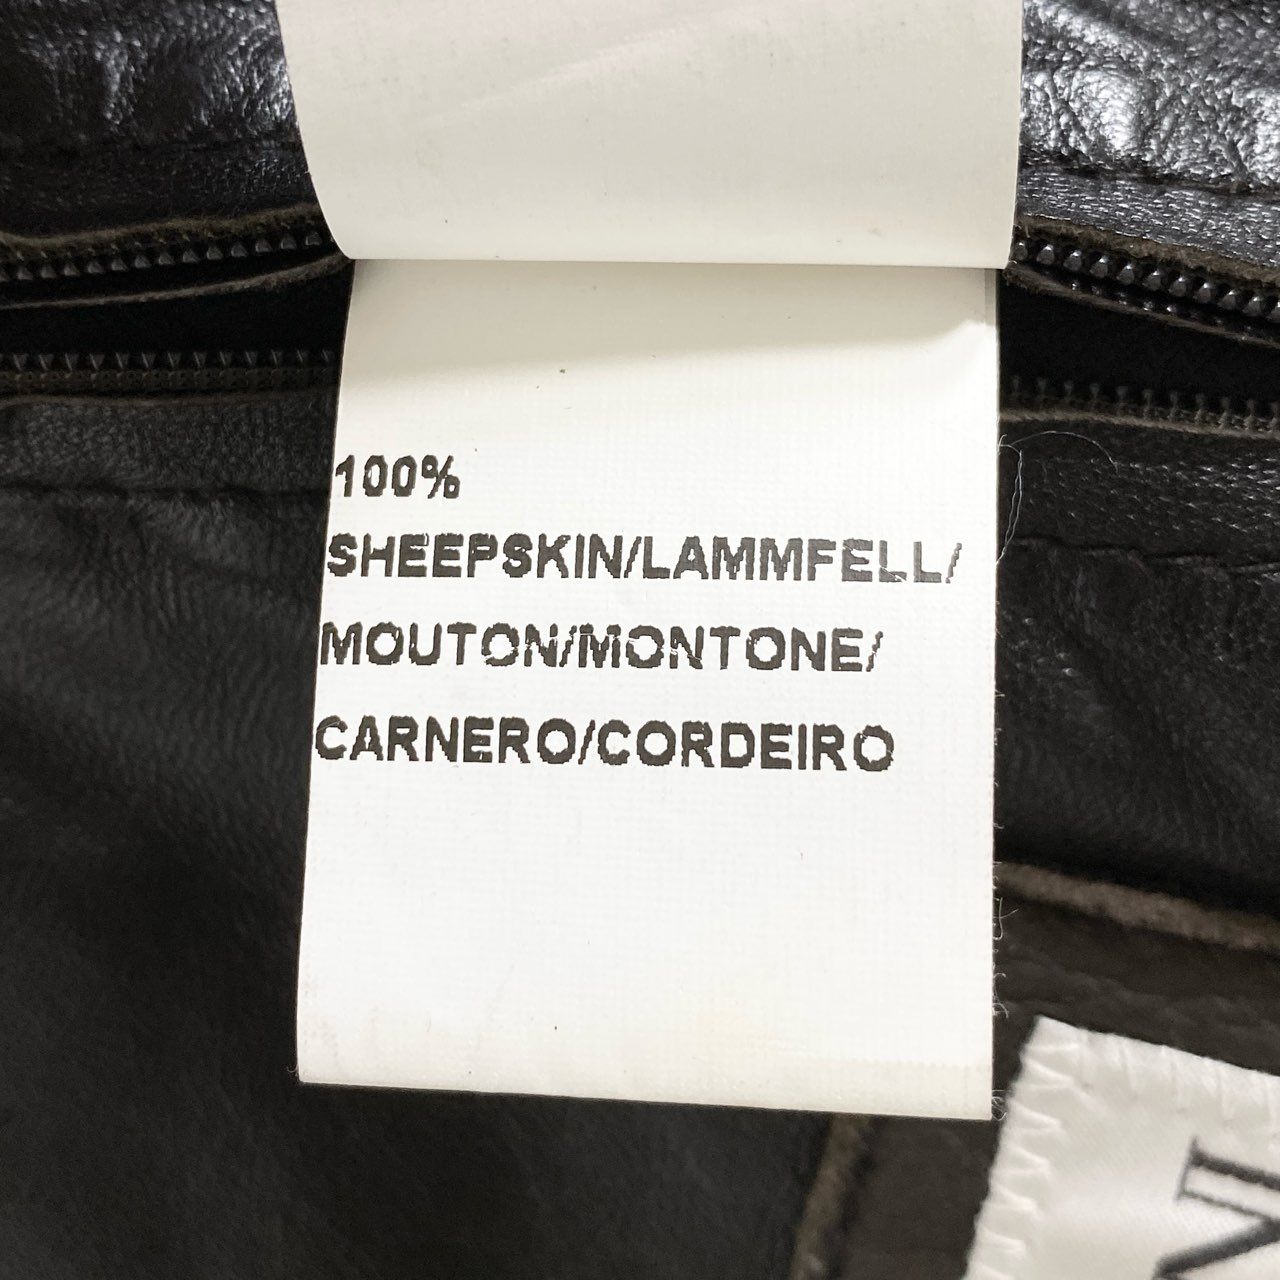 100%
SHEEPSKIN/LAMMFELL/
MOUTON/MONTONE/
CARNERO/CORDEIRO